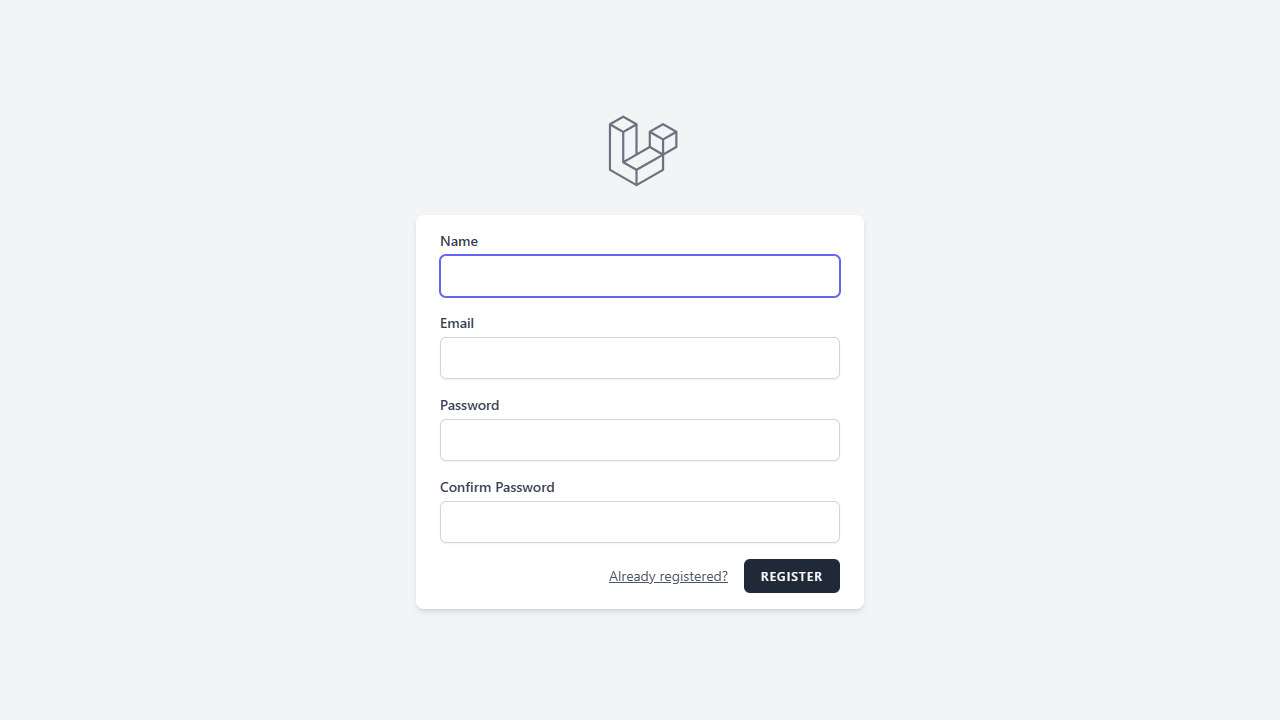 Name
Email
Password
Confirm Password
Already registered?
REGISTER